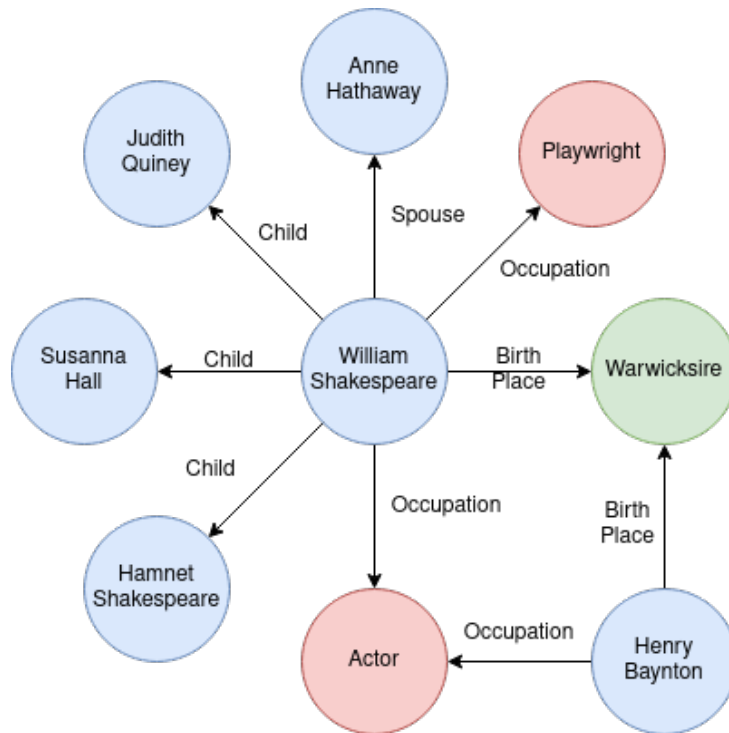 Anne
Hathaway
Judith
Quiney
Playwright
Child
Spouse
Occupation
Susanna
Hall
Child
William
Shakespeare
Birth
Place
Warwicksire
Child
Occupation
Birth
Place
Hamnet
Shakespeare
Actor
Occupation
Henry
Baynton